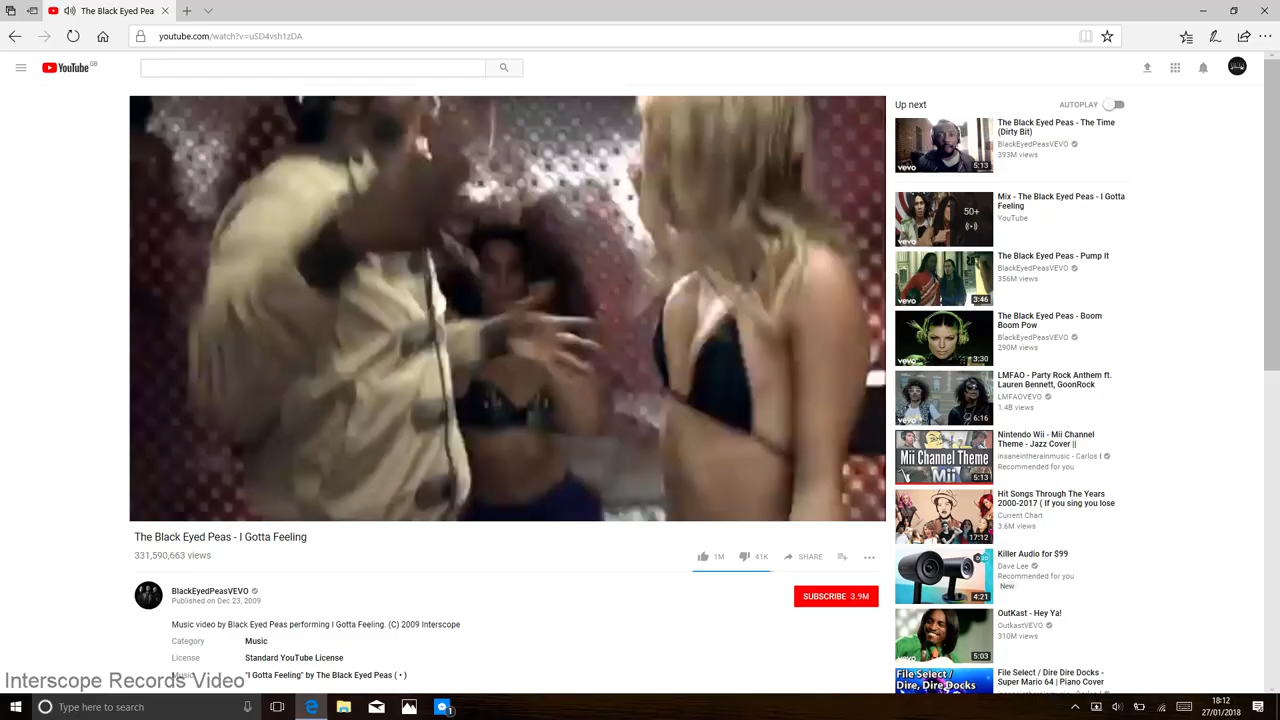 The Black Eyed Pea
youtube.com/watch?v=uSD4vsh1zDA
YouTube GB
Up next
AUTOPLAY
The Black Eyed Peas - The Time
(Dirty Bit)
BlackEyedPeasVEVO
393M views
vevo
5:13
Mix - The Black Eyed Peas - I Gotta
Feeling
YouTube
50+
vevo
The Black Eyed Peas - Pump It
BlackEyedPeasVEVO
356M views
vevo
3:46
The Black Eyed Peas - Boom
Boom Pow
BlackEyedPeasVEVO
290M views
vevo
3:30
LMFAO - Party Rock Anthem ft.
Lauren Bennett, GoonRock
LMFAOVEVO
1.4B views
vevo
6:16
Nintendo Wii - Mii Channel
Theme - Jazz Cover ||
insaneintherainmusic - Carlos
Recommended for you
Mii Channel Theme
Mii
5:13
Hit Songs Through The Years
2000-2017 ( If you sing you lose
Current Chart
3.6M views
17:12
Killer Audio for $99
Dave Lee
Recommended for you
New
4:21
OutKast - Hey Ya!
OutkastVEVO
310M views
5:03
File Select / Dire Dire Docks -
Super Mario 64 | Piano Cover
File Select /
Dire, Dire Docks
The Black Eyed Peas - I Gotta Feeling
331,590,663 views
1M
41K
SHARE
BlackEyedPeasVEVO
Published on Dec 23, 2009
SUBSCRIBE 3.9M
Music video by Black Eyed Peas performing I Gotta Feeling. (C) 2009 Interscope
Category Music
License Standard YouTube License
Music "I Gotta Feeling" by The Black Eyed Peas ( • )
Interscope Records Video
Type here to search
1
18:12
27/01/2018